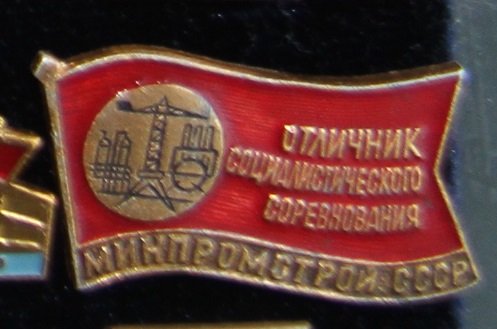 ОТЛИЧНИК
СОЦИАЛИСТИЧЕСКОГО
СОРЕВНОВАНИЯ
МИНПРОМСТРОЙ СССР